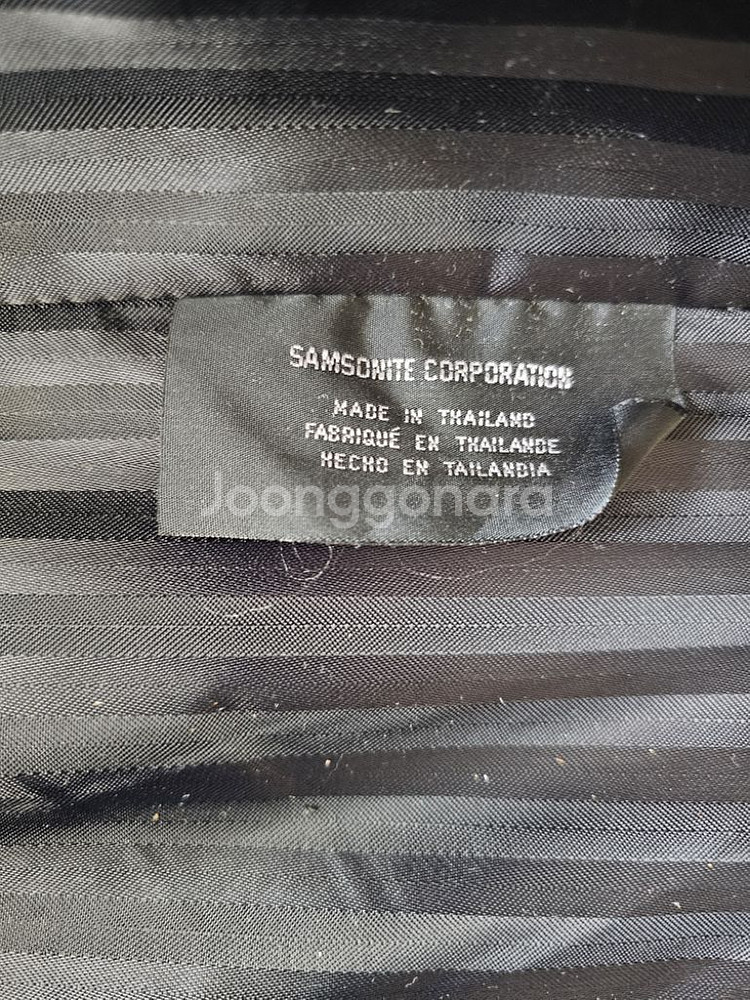 SAMSONITE CORPORATION
MADE IN THAILAND
FABRIQUÉ EN THAILANDE
HECHO EN TAILANDIA
Joonggonara